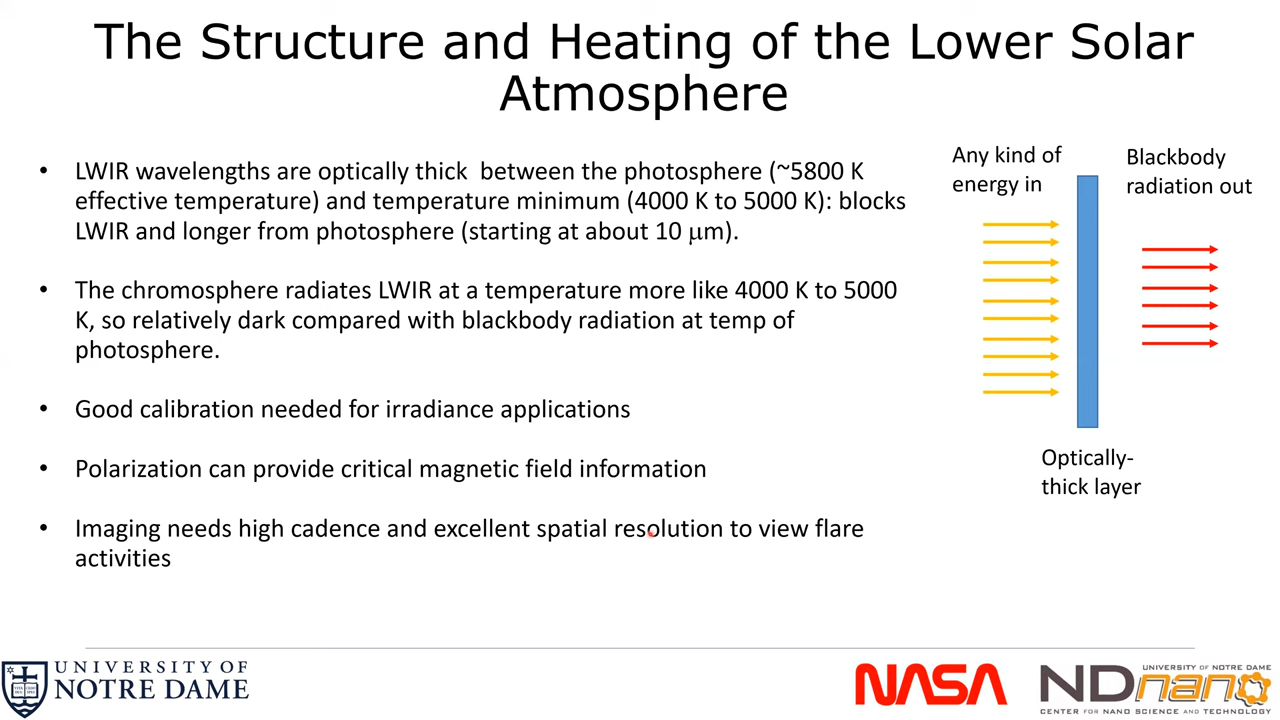 The Structure and Heating of the Lower Solar
Atmosphere
• LWIR wavelengths are optically thick  between the photosphere (~5800 K
effective temperature) and temperature minimum (4000 K to 5000 K): blocks
LWIR and longer from photosphere (starting at about 10 μm).
• The chromosphere radiates LWIR at a temperature more like 4000 K to 5000
K, so relatively dark compared with blackbody radiation at temp of
photosphere.
• Good calibration needed for irradiance applications
• Polarization can provide critical magnetic field information
• Imaging needs high cadence and excellent spatial resolution to view flare
activities
Any kind of
energy in
Blackbody
radiation out
Optically-
thick layer
UNIVERSITY OF
NOTRE DAME
NASA
UNIVERSITY OF NOTRE DAME
NDnano
CENTER FOR NANO SCIENCE AND TECHNOLOGY